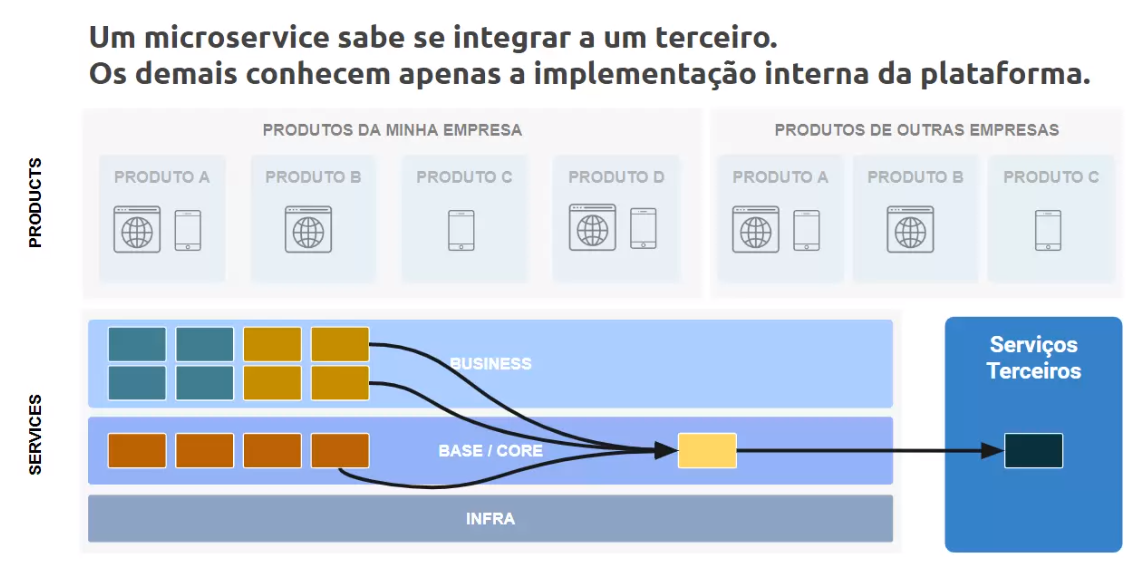 Um microservice sabe se integrar a um terceiro.
Os demais conhecem apenas a implementação interna da plataforma.
PRODUCTS
PRODUTOS DA MINHA EMPRESA
PRODUTO A
PRODUTO B
PRODUTO C
PRODUTO D
PRODUTOS DE OUTRAS EMPRESAS
PRODUTO A
PRODUTO B
PRODUTO C
SERVICES
BUSINESS
BASE / CORE
INFRA
Serviços
Terceiros